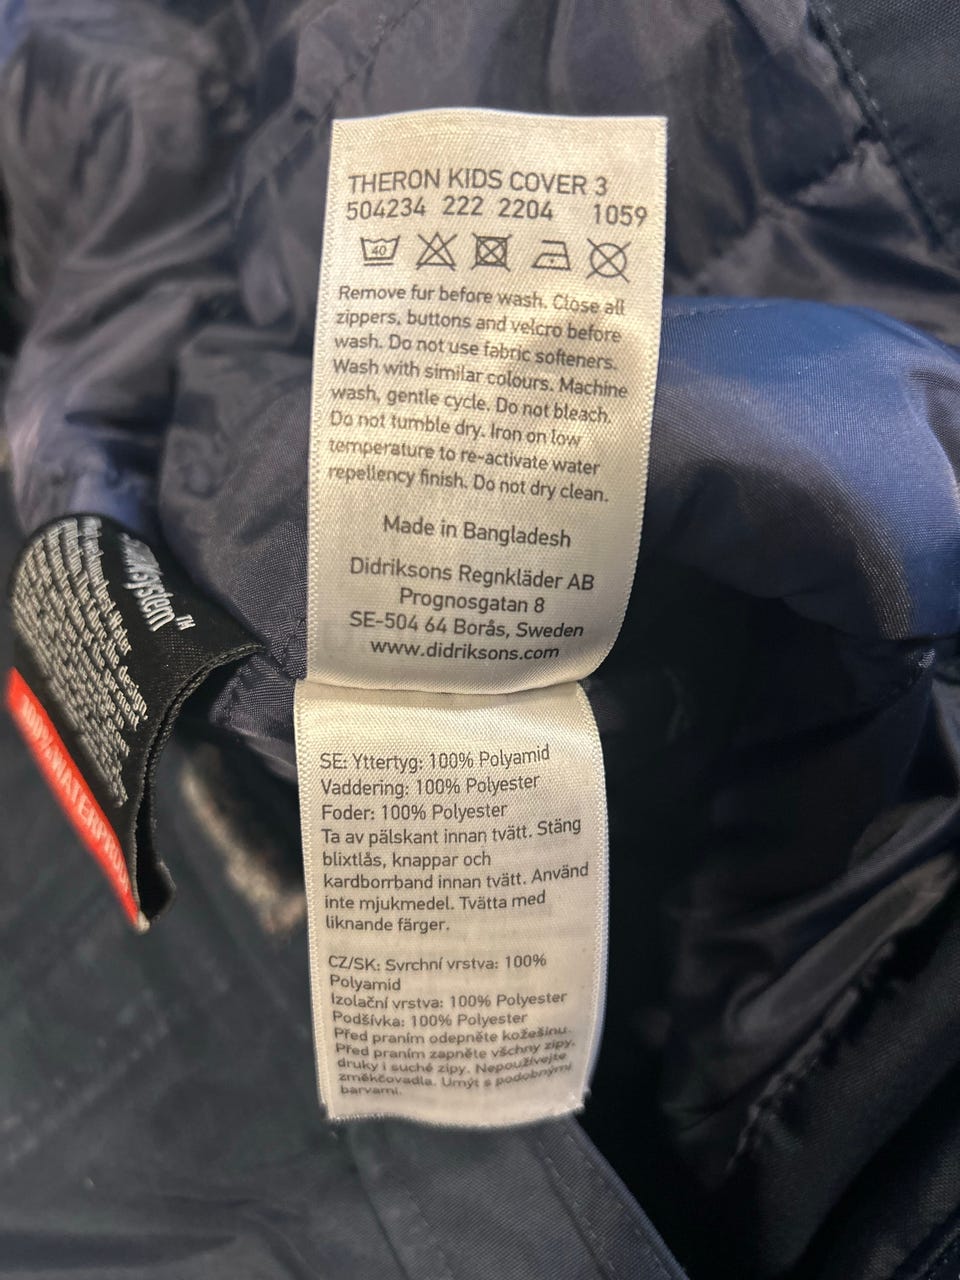 THERON KIDS COVER 3
504234 222 2204 1059
40
Remove fur before wash. Close all
zippers, buttons and velcro before
wash. Do not use fabric softeners.
Wash with similar colours. Machine
wash, gentle cycle. Do not bleach.
Do not tumble dry. Iron on low
temperature to re-activate water
repellency finish. Do not dry clean.
Made in Bangladesh
Didriksons Regnkläder AB
Prognosgatan 8
SE-504 64 Borås, Sweden
www.didriksons.com
SE: Yttertyg: 100% Polyamid
Vaddering: 100% Polyester
Foder: 100% Polyester
Ta av pälskant innan tvätt. Stäng
blixtlås, knappar och
kardborrband innan tvätt. Använd
inte mjukmedel. Tvätta med
liknande färger.
CZ/SK: Svrchní vrstva: 100%
Polyamid
Izolační vrstva: 100% Polyester
Podšívka: 100% Polyester
Před praním odepněte kožešinu.
Před praním zapněte všchny zipy,
druky i suché zipy. Nepoužívejte
změkčovadla. Umýt s podobnými
barvami.
system™
the design,